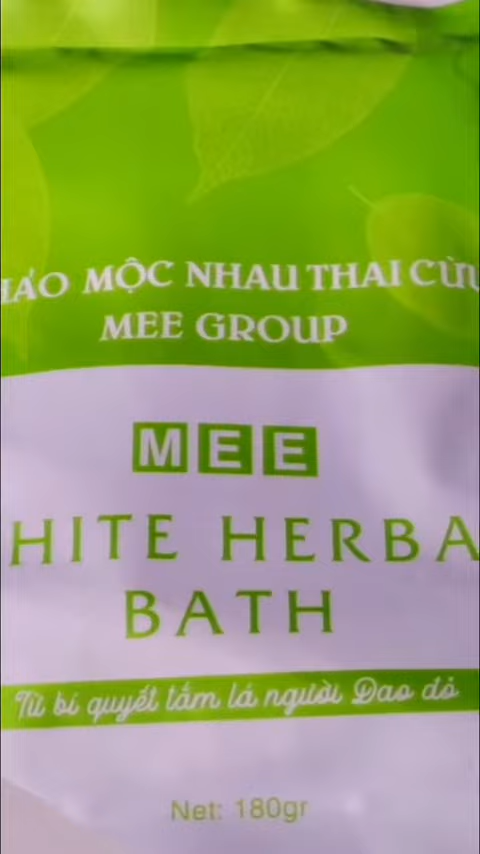 MỘC NHAU THAI CỪU
MEE GROUP
MEE
HITE HERBA
BATH
Từ bí quyết tắm lá người Dao đỏ
Net: 180gr